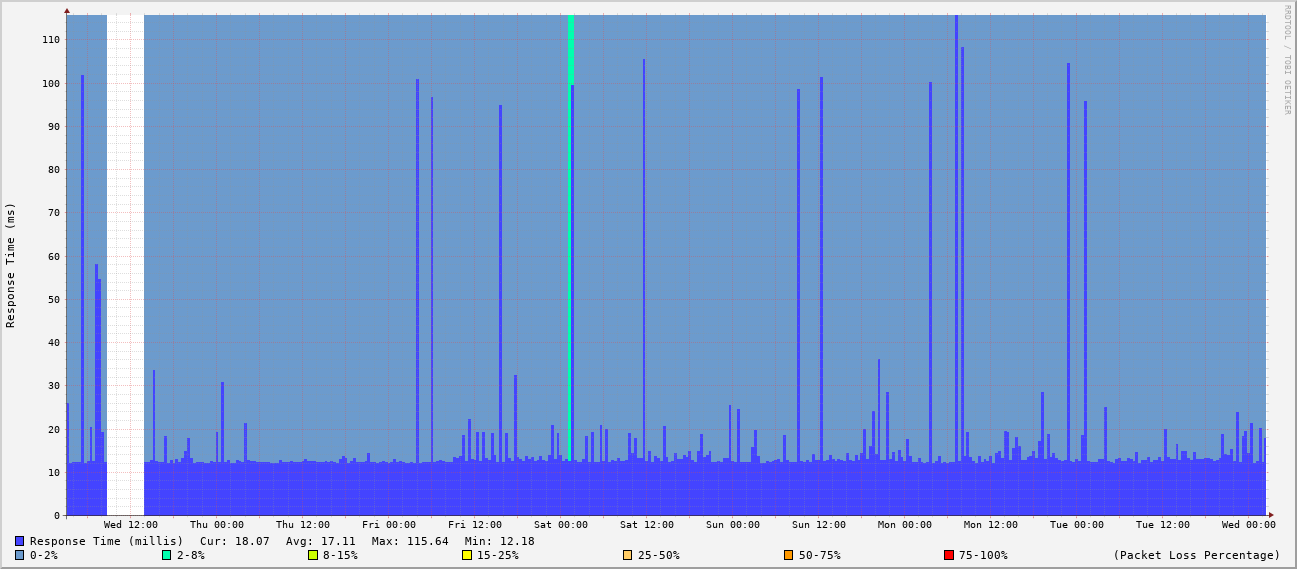 RRDTOOL / TOBI OETIKER
Response Time (ms)
110
100
90
80
70
60
50
40
30
20
10
0
Wed 12:00 Thu 00:00 Thu 12:00 Fri 00:00 Fri 12:00 Sat 00:00 Sat 12:00 Sun 00:00 Sun 12:00 Mon 00:00 Mon 12:00 Tue 00:00 Tue 12:00 Wed 00:00
Response Time (millis) Cur: 18.07 Avg: 17.11 Max: 115.64 Min: 12.18
0-2% 2-8% 8-15% 15-25% 25-50% 50-75% 75-100% (Packet Loss Percentage)